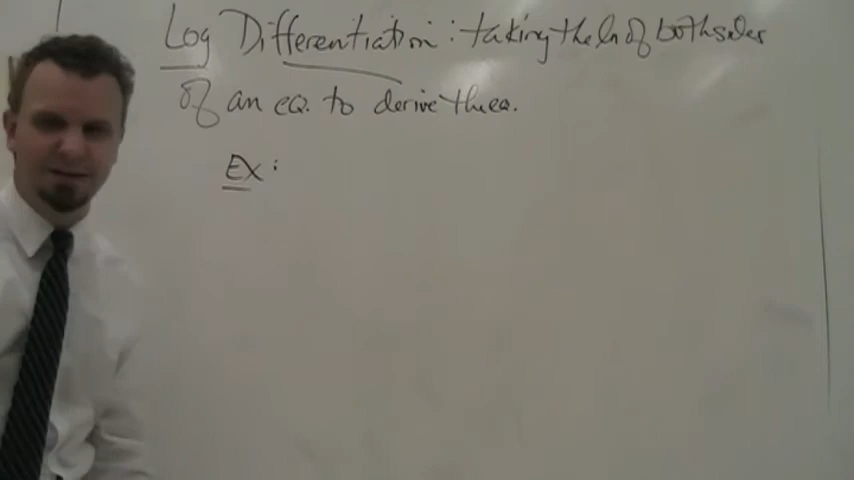 Log Differentiation : taking the ln of both sides
of an eq. to derive the eq.
Ex :